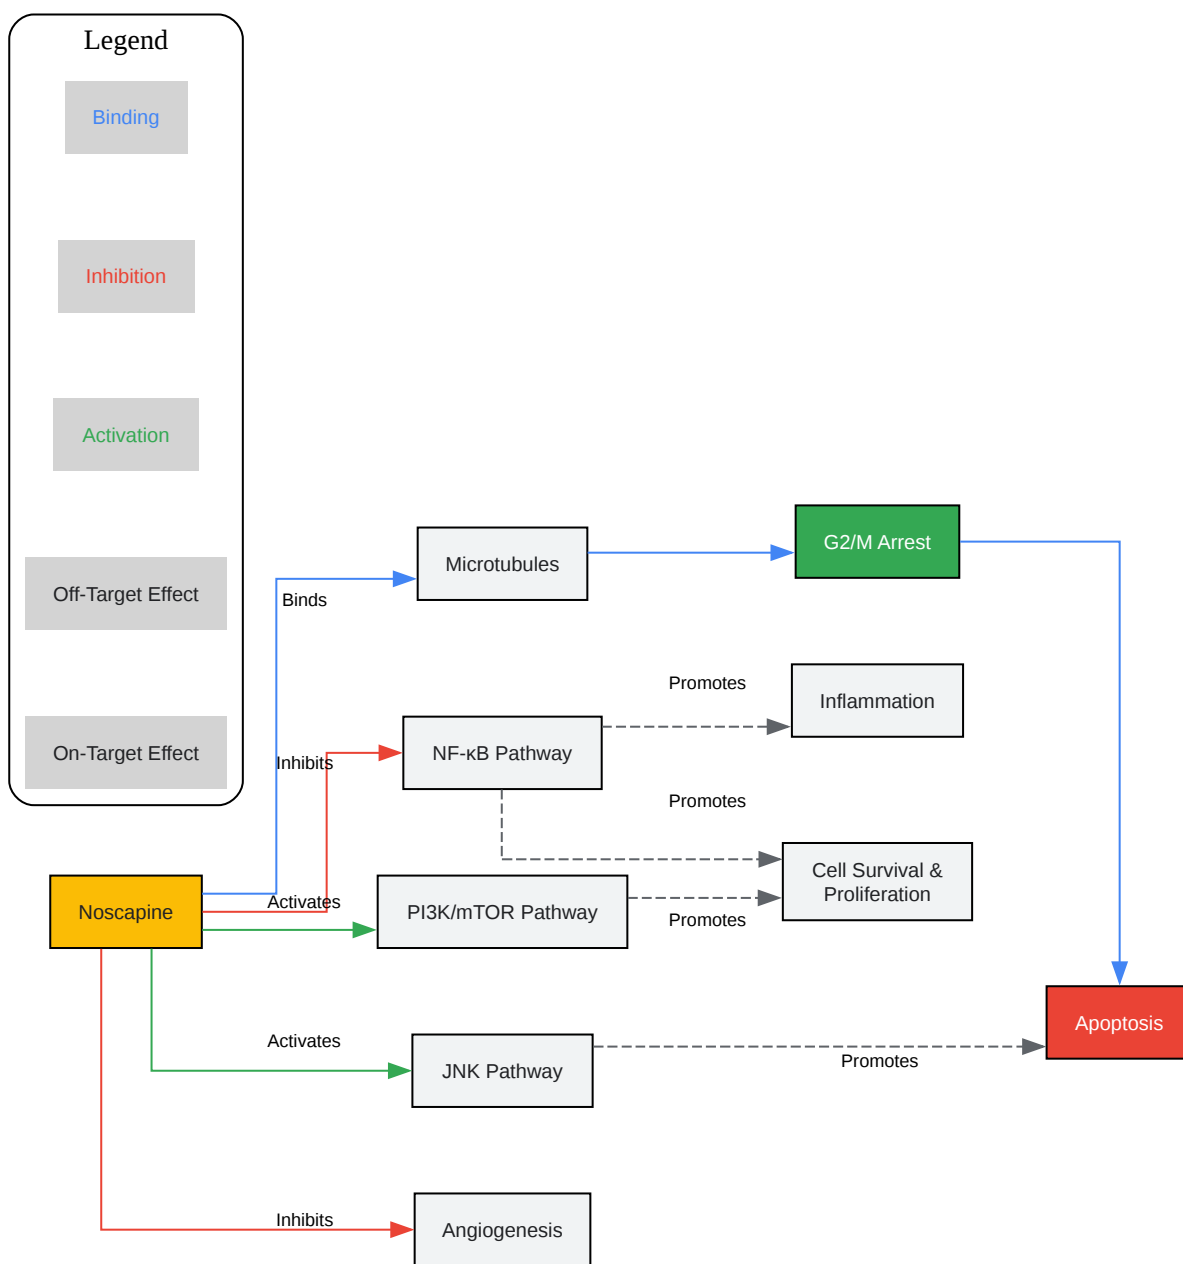 Legend
Binding
Inhibition
Activation
Off-Target Effect
On-Target Effect
Noscapine
Binds
Inhibits
Activates
Activates
Inhibits
Microtubules
NF-κB Pathway
PI3K/mTOR Pathway
JNK Pathway
Angiogenesis
Promotes
Promotes
Promotes
Promotes
G2/M Arrest
Inflammation
Cell Survival &
Proliferation
Apoptosis